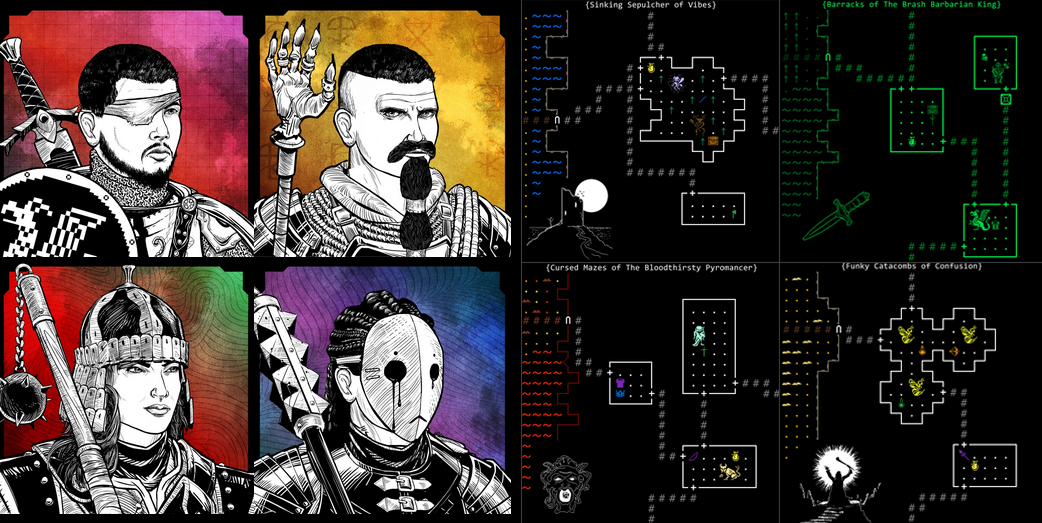 {Sinking Sepulcher of Vibes}
{Barracks of The Brash Barbarian King}
{Cursed Mazes of The Bloodthirsty Pyromancer}
{Funky Catacombs of Confusion}